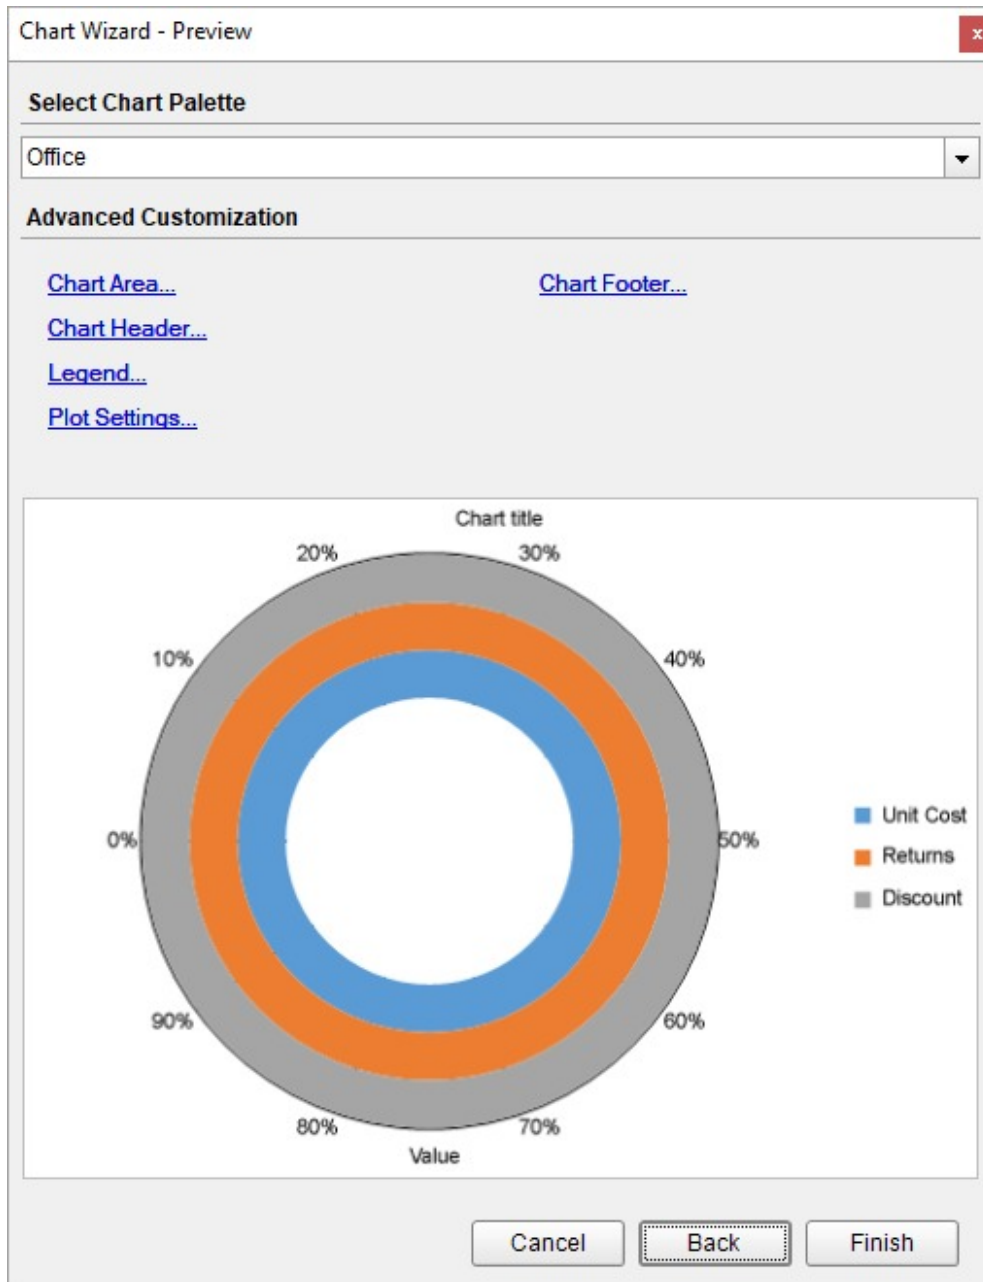 Chart Wizard - Preview
x
Select Chart Palette
Office
Advanced Customization
Chart Area...
Chart Footer...
Chart Header...
Legend...
Plot Settings...
Chart title
20%
30%
10%
40%
0%
50%
Unit Cost
Returns
Discount
90%
60%
80%
70%
Value
Cancel
Back
Finish